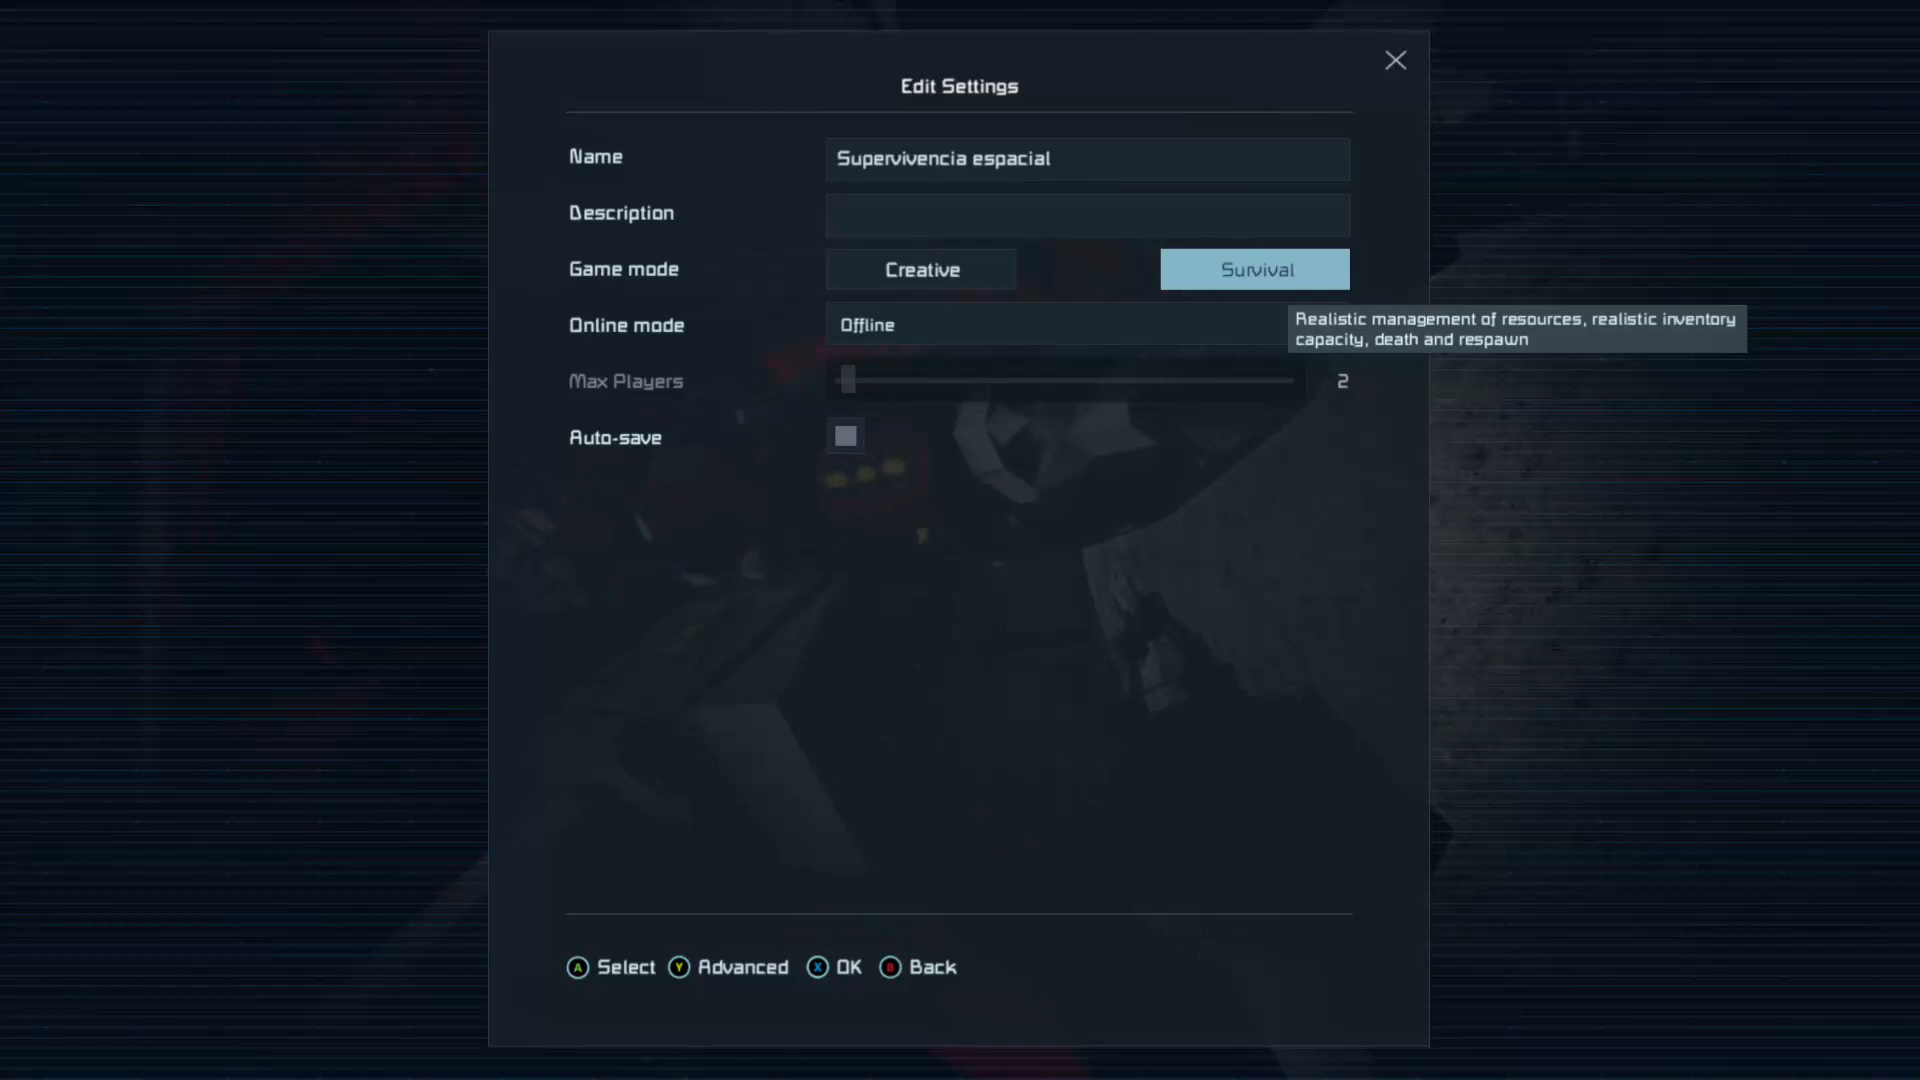 Edit Settings
Name
Supervivencia espacial
Description
Game mode
Creative
Survival
Online mode
Offline
Realistic management of resources, realistic inventory
capacity, death and respawn
Max Players
2
Auto-save
A Select Y Advanced X OK B Back